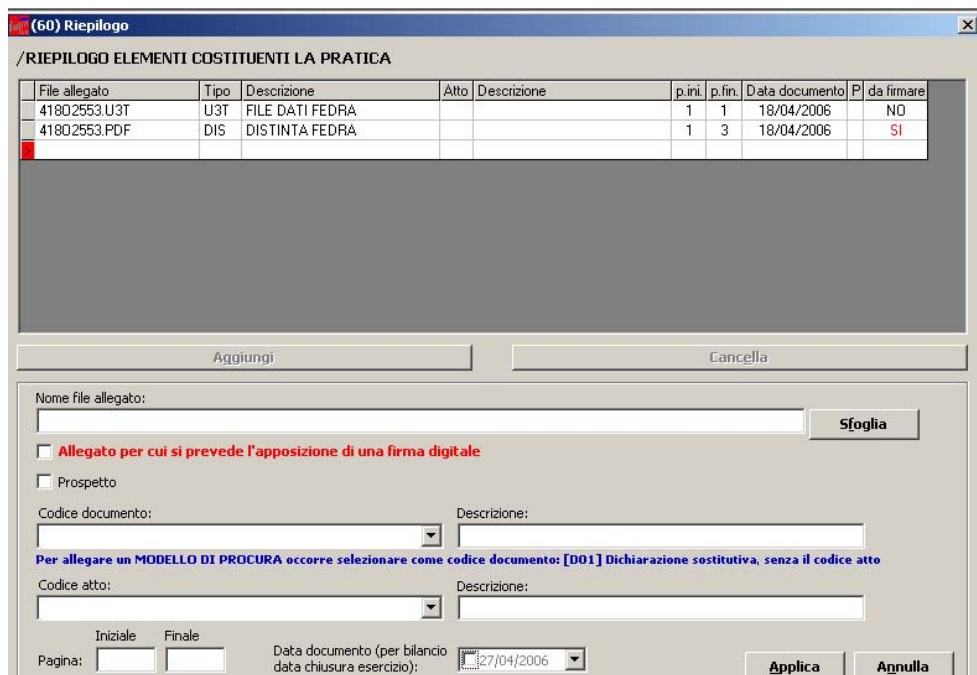 (60) Riepilogo
/RIEPILOGO ELEMENTI COSTITUENTI LA PRATICA
File allegato Tipo Descrizione Atto Descrizione p.ini. p.fin. Data documento P da firmare
41802553.U3T U3T FILE DATI FEDRA 1 1 18/04/2006 NO
41802553.PDF DIS DISTINTA FEDRA 1 3 18/04/2006 SI
Aggiungi Cancella
Nome file allegato:
Sfoglia
Allegato per cui si prevede l'apposizione di una firma digitale
Prospetto
Codice documento: Descrizione:
Per allegare un MODELLO DI PROCURA occorre selezionare come codice documento: [D01] Dichiarazione sostitutiva, senza il codice atto
Codice atto: Descrizione:
Iniziale Finale
Pagina: Data documento (per bilancio
data chiusura esercizio): 27/04/2006 Applica Annulla